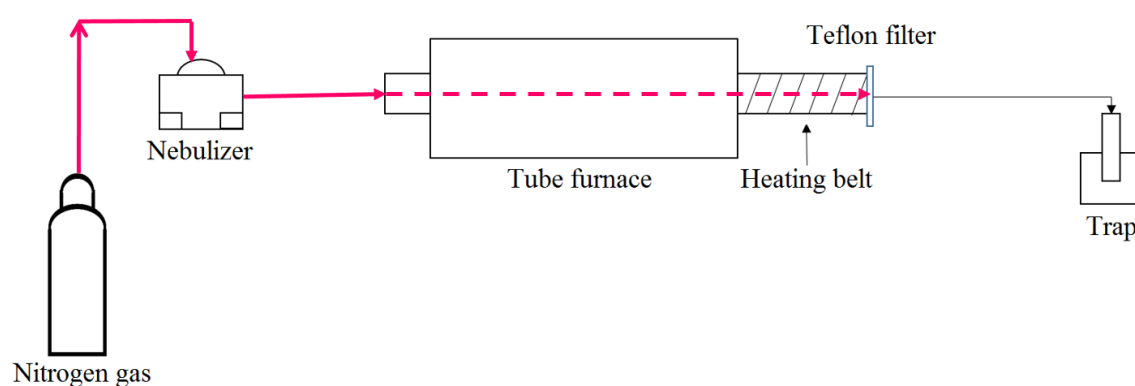 Teflon filter
Nebulizer
Tube furnace
Heating belt
Trap
Nitrogen gas